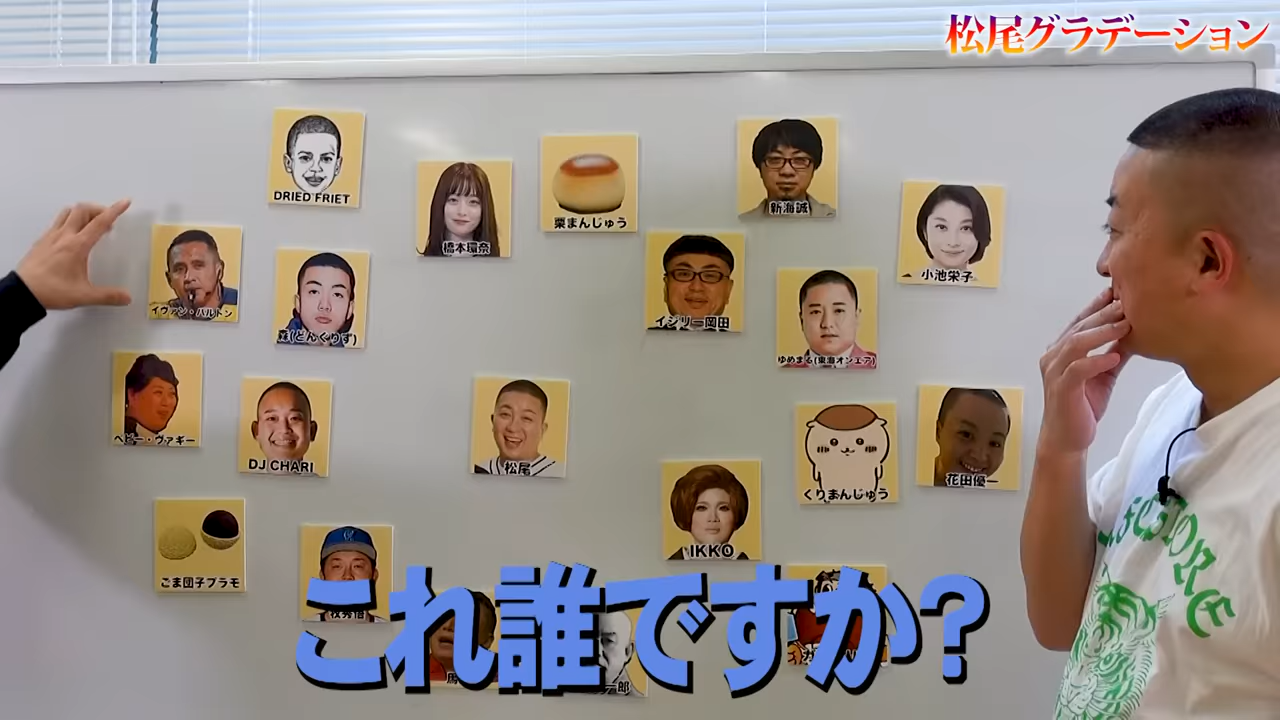 松尾グラデーション
DRIED FRIET
橋本環奈
栗まんじゅう
新海誠
小池栄子
イヴァン・バルトン
森(どんぐりず)
イジリー岡田
ゆめまる(東海オンエア)
ヘビー・ヴァギー
DJ CHARI
松尾
くりまんじゅう
花田優一
IKKO
ごま団子プラモ
これ誰ですか?